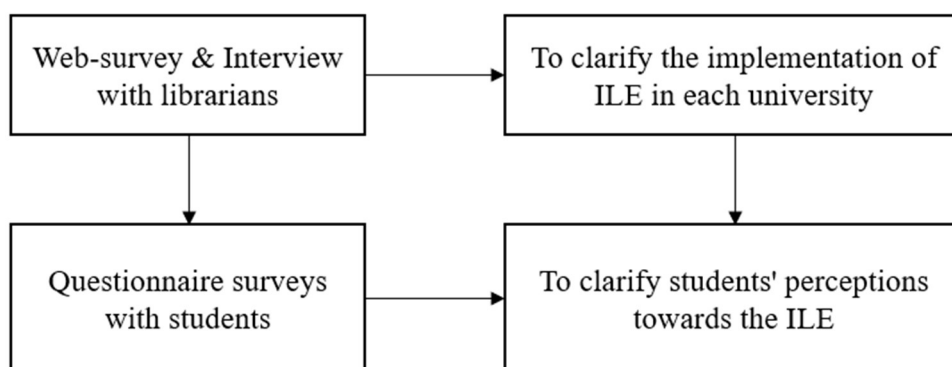 Web-survey & Interview
with librarians
To clarify the implementation of
ILE in each university
Questionnaire surveys
with students
To clarify students' perceptions
towards the ILE